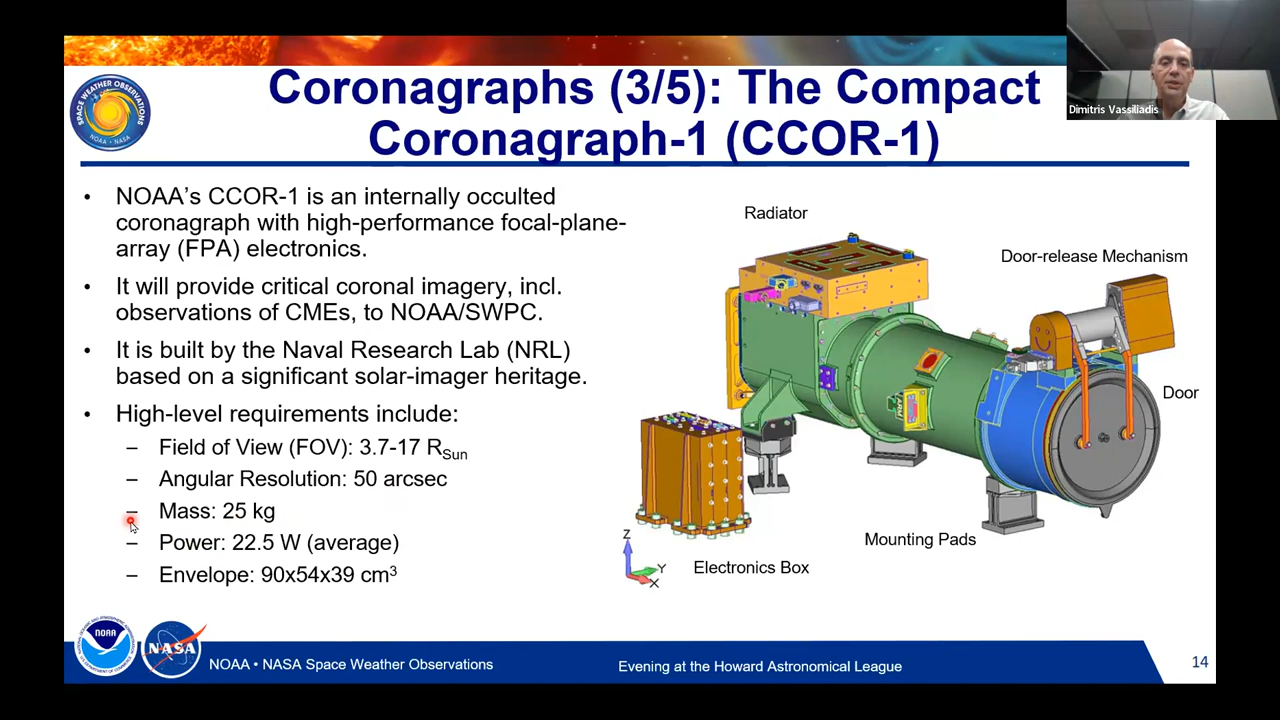 Coronagraphs (3/5): The Compact
Coronagraph-1 (CCOR-1)
Dimitris Vassiliadis
SPACE WEATHER OBSERVATIONS
NOAA • NASA
• NOAA's CCOR-1 is an internally occulted
coronagraph with high-performance focal-plane-
array (FPA) electronics.
• It will provide critical coronal imagery, incl.
observations of CMEs, to NOAA/SWPC.
• It is built by the Naval Research Lab (NRL)
based on a significant solar-imager heritage.
• High-level requirements include:
– Field of View (FOV): 3.7-17 RSun
– Angular Resolution: 50 arcsec
– Mass: 25 kg
– Power: 22.5 W (average)
– Envelope: 90x54x39 cm³
Radiator
Door-release Mechanism
Door
Mounting Pads
Electronics Box
Z
Y
X
NOAA
NASA
NOAA • NASA Space Weather Observations
Evening at the Howard Astronomical League
14